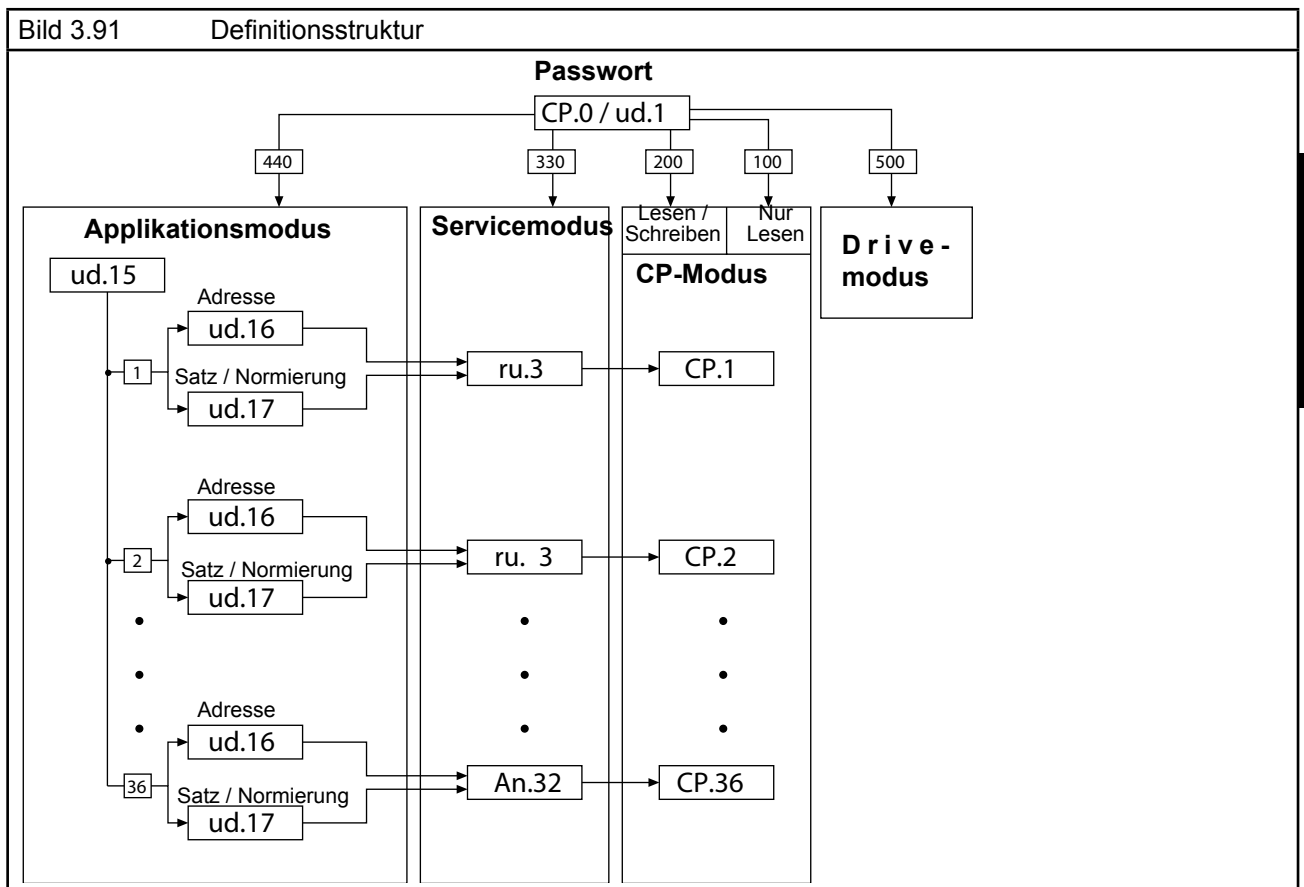 Bild 3.91 Definitionsstruktur
Passwort
CP.0 / ud.1
440 330 200 100 500
Applikationsmodus
Servicemodus
Lesen /
Schreiben
Nur
Lesen
CP-Modus
Drive-
modus
ud.15
Adresse
ud.16
1
Satz / Normierung
ud.17
ru.3
CP.1
Adresse
ud.16
2
Satz / Normierung
ud.17
ru. 3
CP.2
Adresse
ud.16
36
Satz / Normierung
ud.17
An.32
CP.36